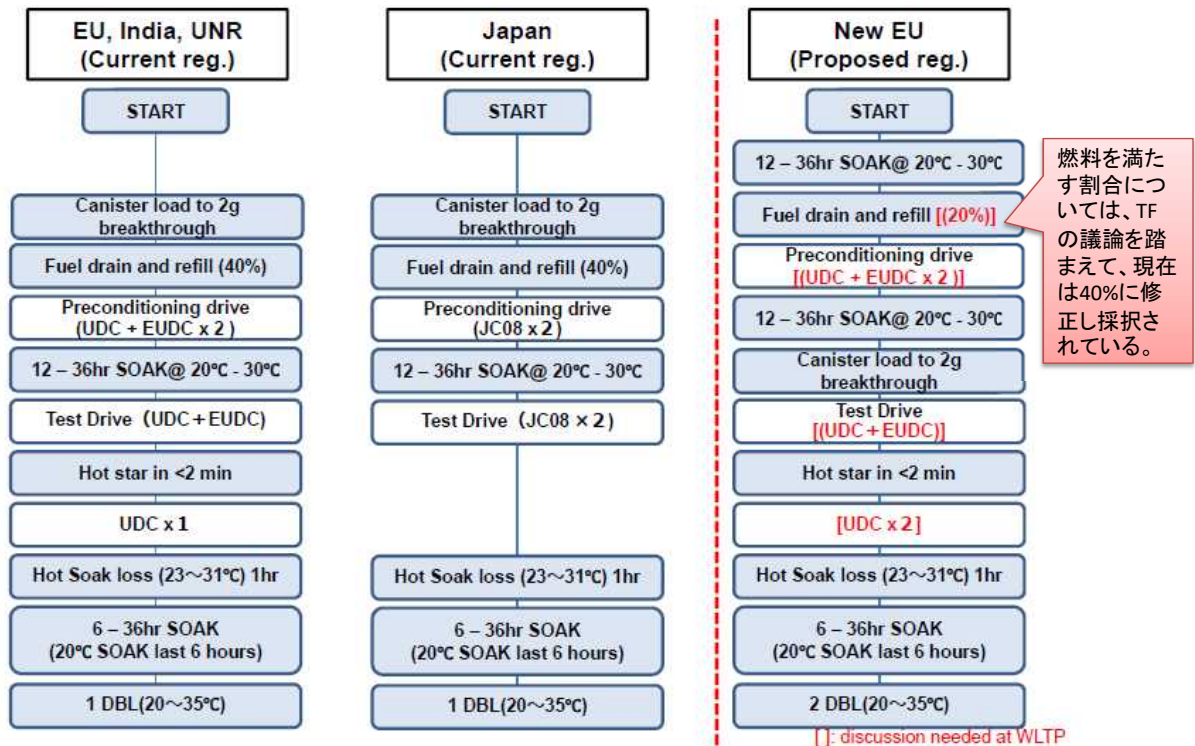 EU, India, UNR
(Current reg.)
START
Canister load to 2g
breakthrough
Fuel drain and refill (40%)
Preconditioning drive
(UDC + EUDC x 2)
12 – 36hr SOAK@ 20℃ - 30℃
Test Drive (UDC+EUDC)
Hot star in <2 min
UDC x 1
Hot Soak loss (23～31℃) 1hr
6 – 36hr SOAK
(20℃ SOAK last 6 hours)
1 DBL(20～35℃)
Japan
(Current reg.)
START
Canister load to 2g
breakthrough
Fuel drain and refill (40%)
Preconditioning drive
(JC08 x 2)
12 – 36hr SOAK@ 20℃ - 30℃
Test Drive (JC08 × 2)
Hot Soak loss (23～31℃) 1hr
6 – 36hr SOAK
(20℃ SOAK last 6 hours)
1 DBL(20～35℃)
New EU
(Proposed reg.)
START
12 – 36hr SOAK@ 20℃ - 30℃
Fuel drain and refill [(20%)]
Preconditioning drive
[(UDC + EUDC x 2 )]
12 – 36hr SOAK@ 20℃ - 30℃
Canister load to 2g
breakthrough
Test Drive
[(UDC+EUDC)]
Hot star in <2 min
[UDC x 2]
Hot Soak loss (23～31℃) 1hr
6 – 36hr SOAK
(20℃ SOAK last 6 hours)
2 DBL(20～35℃)
[ ]: discussion needed at WLTP
燃料を満た
す割合につ
いては、TF
の議論を踏
まえて、現在
は40%に修
正し採択さ
れている。